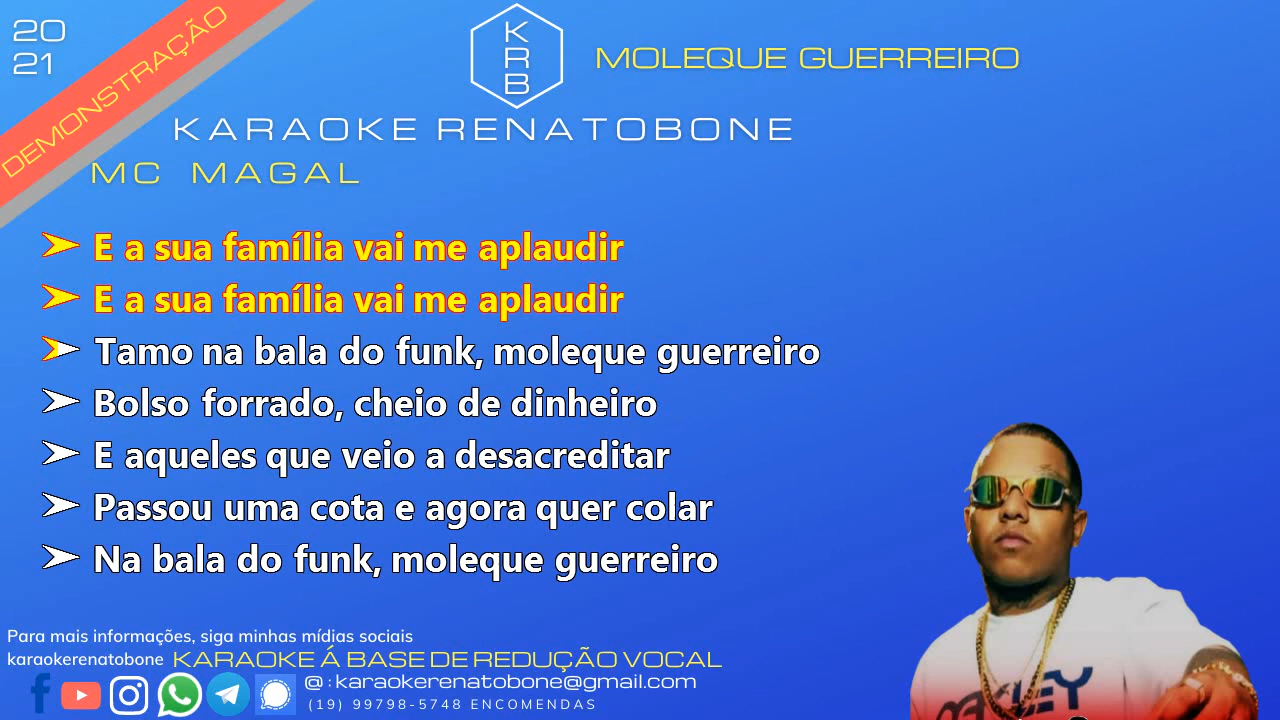 20
21
DEMONSTRAÇÃO
K
R
B
MOLEQUE GUERREIRO
KARAOKE RENATOBONE
MC MAGAL
E a sua família vai me aplaudir
E a sua família vai me aplaudir
Tamo na bala do funk, moleque guerreiro
Bolso forrado, cheio de dinheiro
E aqueles que veio a desacreditar
Passou uma cota e agora quer colar
Na bala do funk, moleque guerreiro
Para mais informações, siga minhas mídias sociais
karaokerenatobone KARAOKE Á BASE DE REDUÇÃO VOCAL
@ : karaokerenatobone@gmail.com
(19) 99798-5748 ENCOMENDAS